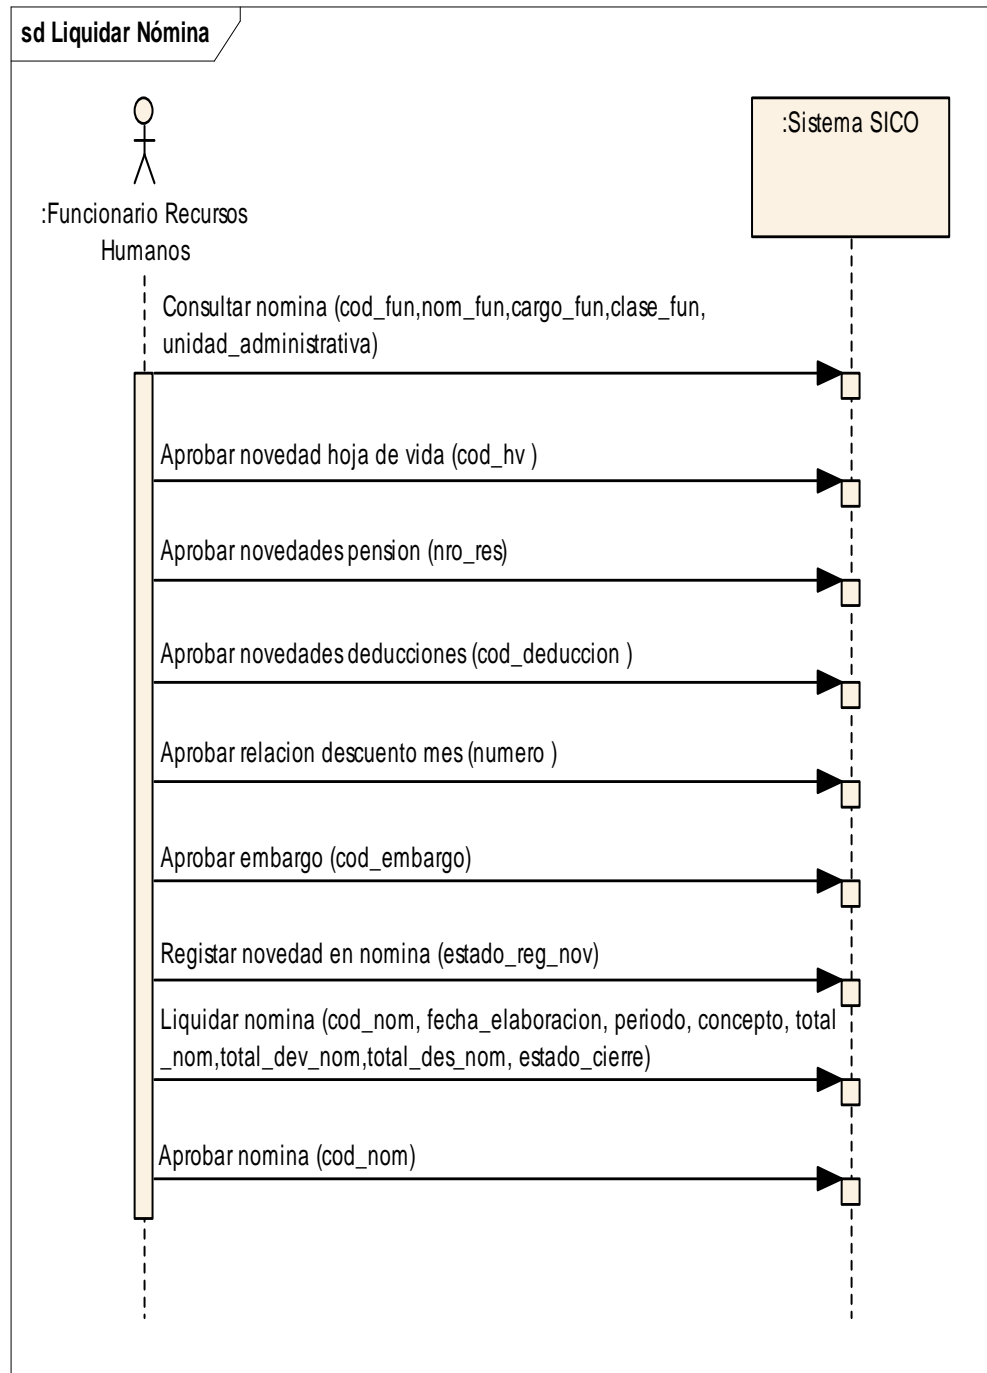 sd Liquidar Nómina
:Sistema SICO
:Funcionario Recursos
Humanos
Consultar nomina (cod_fun,nom_fun,cargo_fun,clase_fun,
unidad_administrativa)
Aprobar novedad hoja de vida (cod_hv )
Aprobar novedades pension (nro_res)
Aprobar novedades deducciones (cod_deduccion )
Aprobar relacion descuento mes (numero )
Aprobar embargo (cod_embargo)
Registar novedad en nomina (estado_reg_nov)
Liquidar nomina (cod_nom, fecha_elaboracion, periodo, concepto, total
_nom,total_dev_nom,total_des_nom, estado_cierre)
Aprobar nomina (cod_nom)